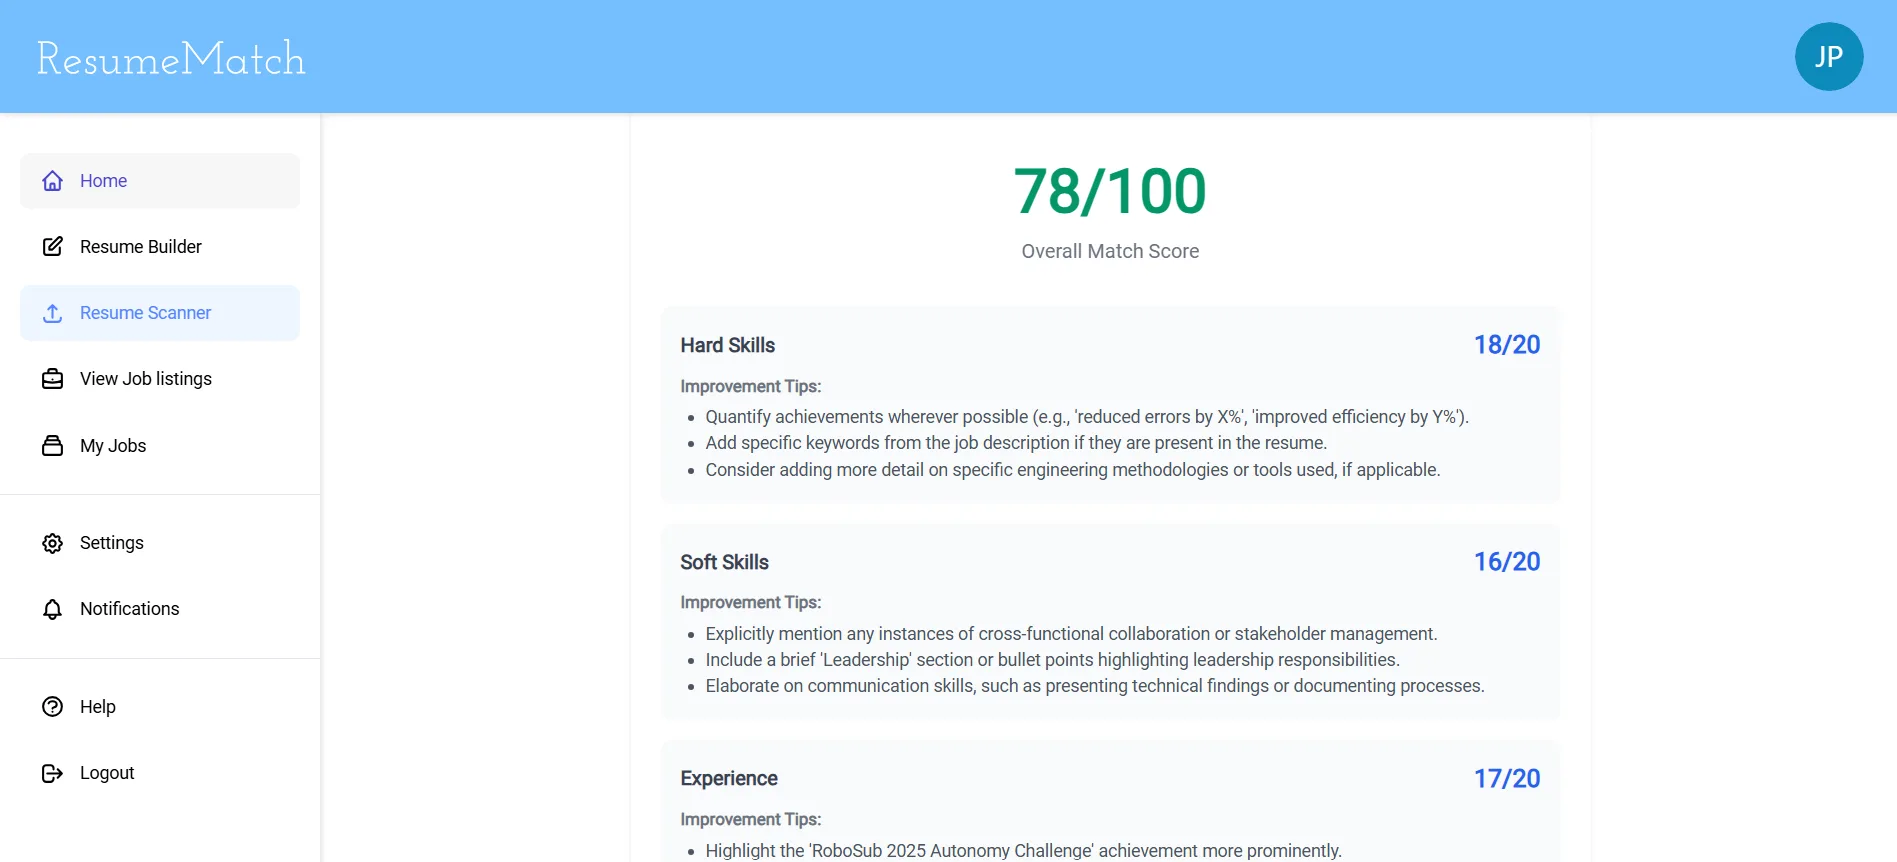 ResumeMatch
JP
Home
Resume Builder
Resume Scanner
View Job listings
My Jobs
Settings
Notifications
Help
Logout
78/100
Overall Match Score
Hard Skills 18/20
Improvement Tips:
Quantify achievements wherever possible (e.g., 'reduced errors by X%', 'improved efficiency by Y%').
Add specific keywords from the job description if they are present in the resume.
Consider adding more detail on specific engineering methodologies or tools used, if applicable.
Soft Skills 16/20
Improvement Tips:
Explicitly mention any instances of cross-functional collaboration or stakeholder management.
Include a brief 'Leadership' section or bullet points highlighting leadership responsibilities.
Elaborate on communication skills, such as presenting technical findings or documenting processes.
Experience 17/20
Improvement Tips:
Highlight the 'RoboSub 2025 Autonomy Challenge' achievement more prominently.